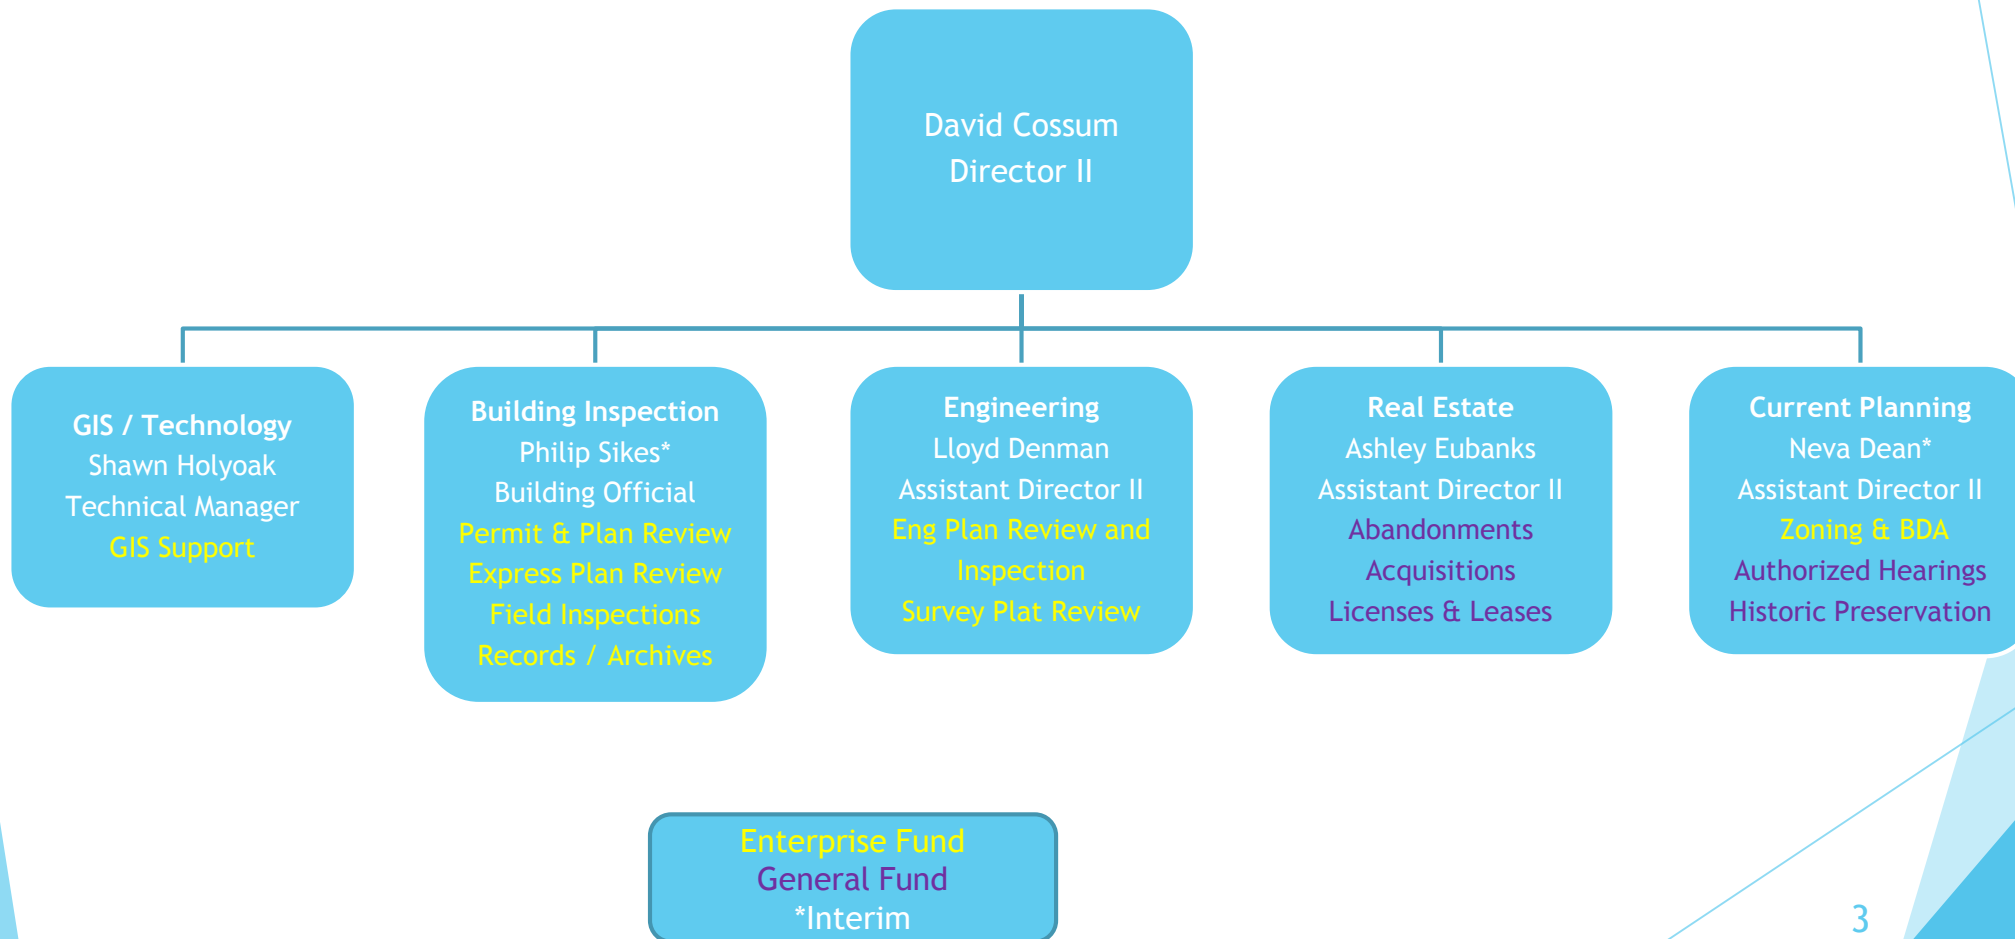 David Cossum
Director II
GIS / Technology
Shawn Holyoak
Technical Manager
GIS Support
Building Inspection
Philip Sikes*
Building Official
Permit & Plan Review
Express Plan Review
Field Inspections
Records / Archives
Engineering
Lloyd Denman
Assistant Director II
Eng Plan Review and
Inspection
Survey Plat Review
Real Estate
Ashley Eubanks
Assistant Director II
Abandonments
Acquisitions
Licenses & Leases
Current Planning
Neva Dean*
Assistant Director II
Zoning & BDA
Authorized Hearings
Historic Preservation
Enterprise Fund
General Fund
*Interim
3